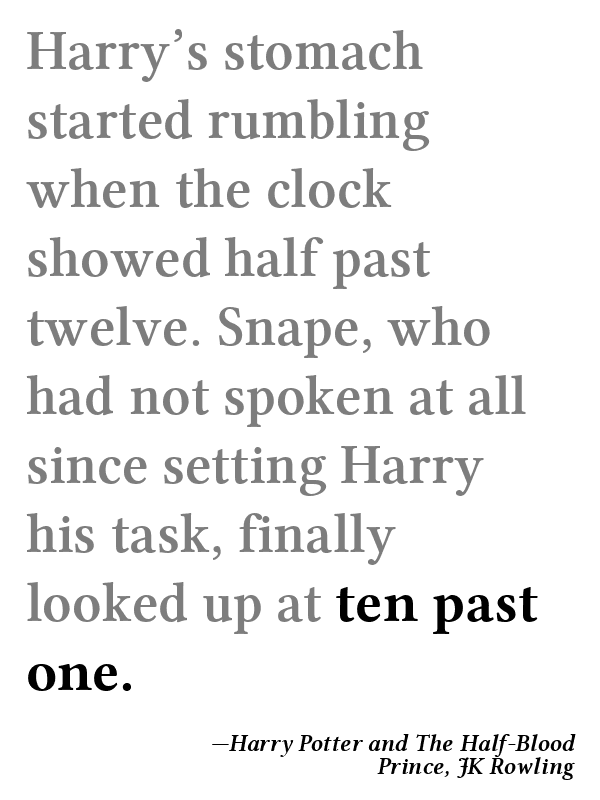 Harry’s stomach
started rumbling
when the clock
showed half past
twelve. Snape, who
had not spoken at all
since setting Harry
his task, finally
looked up at ten past
one.
—Harry Potter and The Half-Blood
Prince, JK Rowling